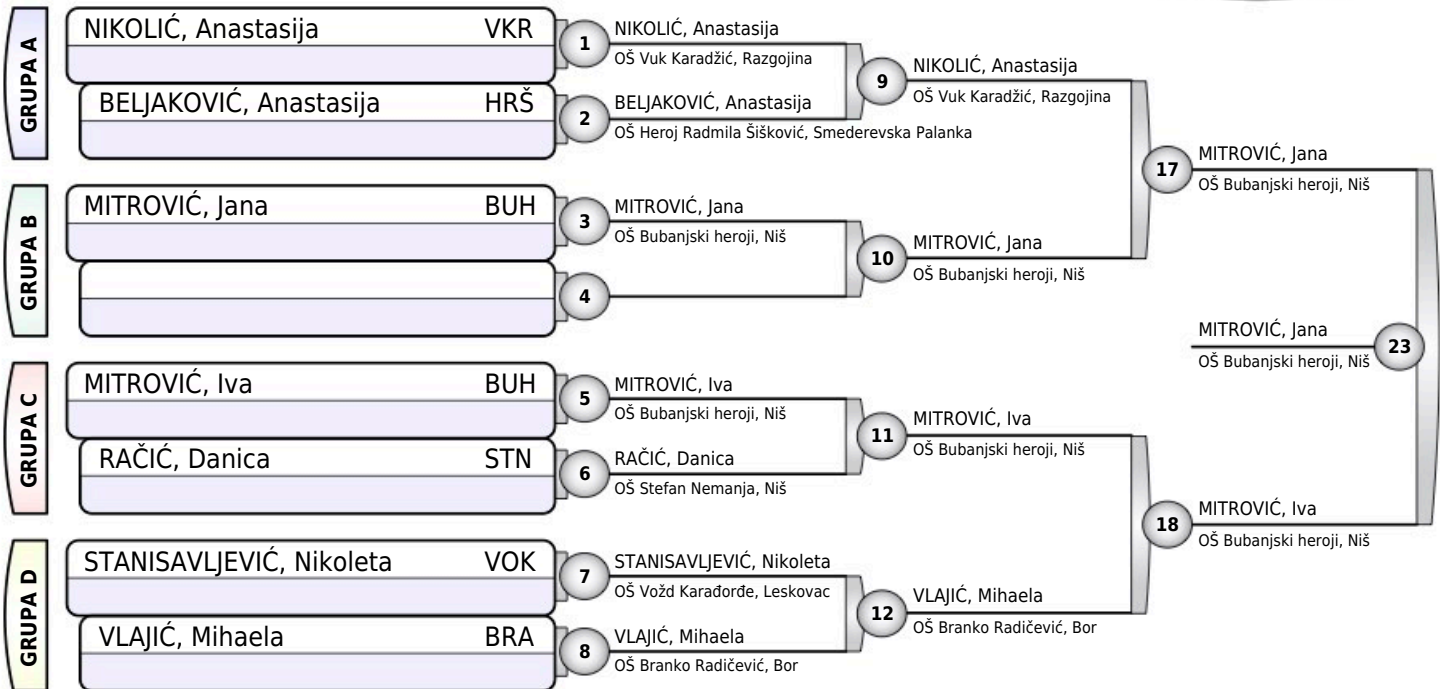 GRUPA A
NIKOLIĆ, Anastasija VKR
BELJAKOVIĆ, Anastasija HRŠ
GRUPA B
MITROVIĆ, Jana BUH
GRUPA C
MITROVIĆ, Iva BUH
RAČIĆ, Danica STN
GRUPA D
STANISAVLJEVIĆ, Nikoleta VOK
VLAJIĆ, Mihaela BRA
1
NIKOLIĆ, Anastasija
OŠ Vuk Karadžić, Razgojina
2
BELJAKOVIĆ, Anastasija
OŠ Heroj Radmila Šišković, Smederevska Palanka
3
MITROVIĆ, Jana
OŠ Bubanjski heroji, Niš
4
5
MITROVIĆ, Iva
OŠ Bubanjski heroji, Niš
6
RAČIĆ, Danica
OŠ Stefan Nemanja, Niš
7
STANISAVLJEVIĆ, Nikoleta
OŠ Vožd Karađorđe, Leskovac
8
VLAJIĆ, Mihaela
OŠ Branko Radičević, Bor
9
NIKOLIĆ, Anastasija
OŠ Vuk Karadžić, Razgojina
10
MITROVIĆ, Jana
OŠ Bubanjski heroji, Niš
11
MITROVIĆ, Iva
OŠ Bubanjski heroji, Niš
12
VLAJIĆ, Mihaela
OŠ Branko Radičević, Bor
17
MITROVIĆ, Jana
OŠ Bubanjski heroji, Niš
18
MITROVIĆ, Iva
OŠ Bubanjski heroji, Niš
MITROVIĆ, Jana
OŠ Bubanjski heroji, Niš
23